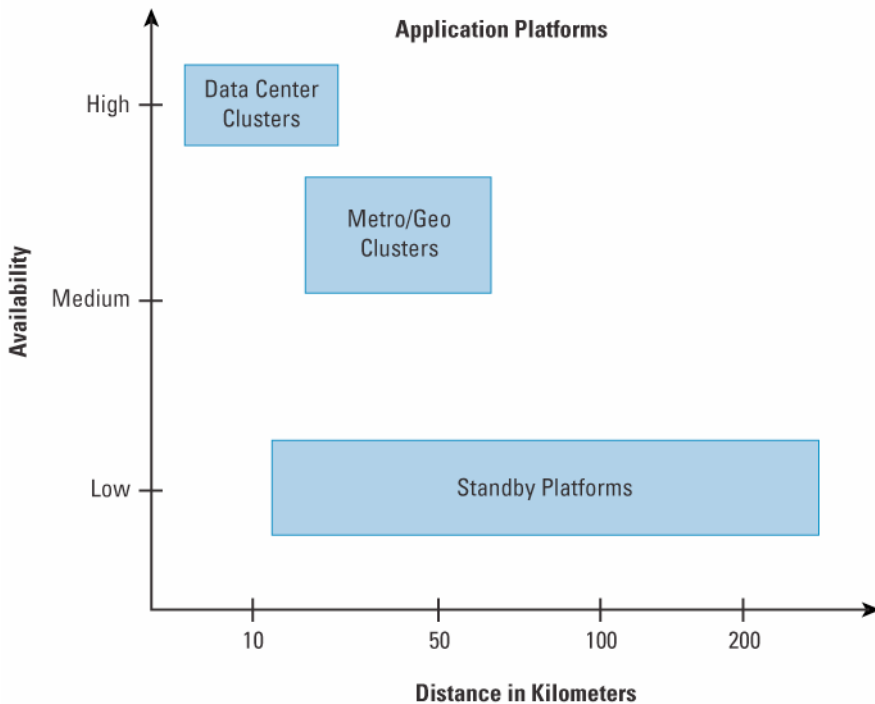 Application Platforms
High
Data Center
Clusters
Metro/Geo
Clusters
Availability
Medium
Low
Standby Platforms
10
50
100
200
Distance in Kilometers